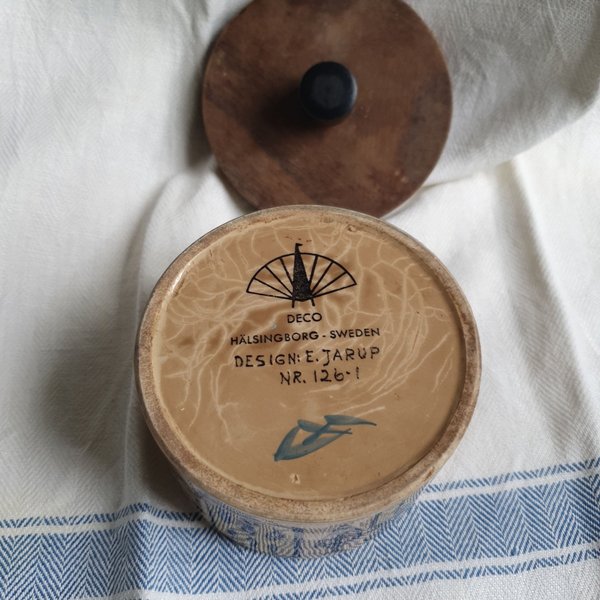 DECO
HÄLSINGBORG - SWEDEN
DESIGN: E. JARUP
NR. 126-1